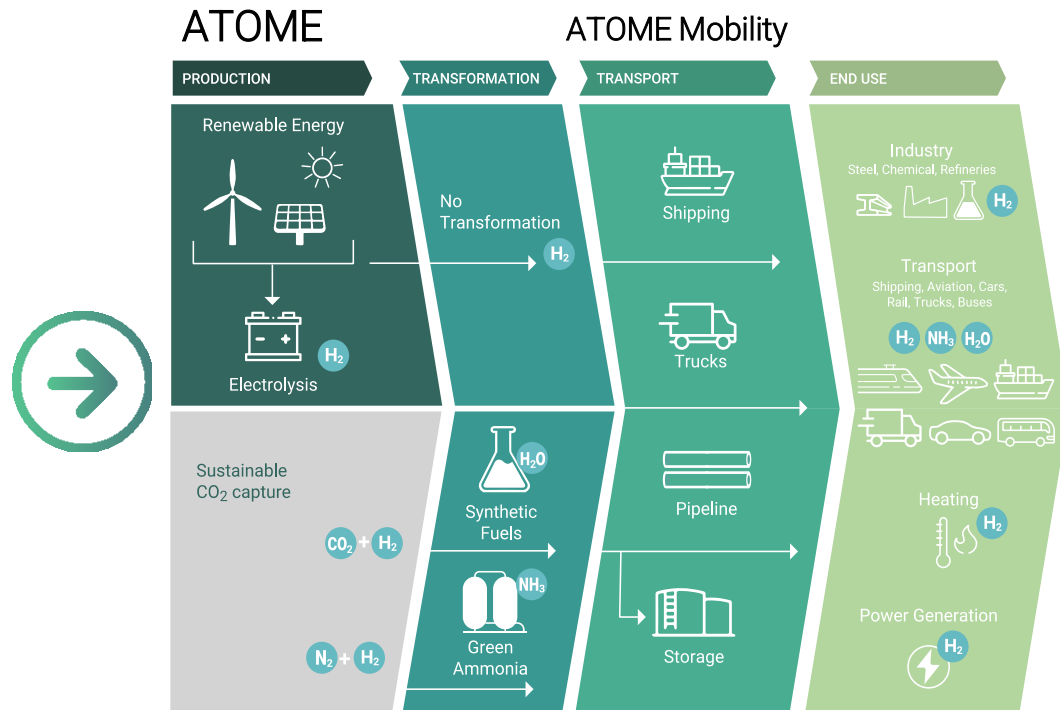 ATOME
ATOME Mobility
PRODUCTION
TRANSFORMATION
TRANSPORT
END USE
Renewable Energy
H₂
Electrolysis
Sustainable
CO₂ capture
CO₂ + H₂
N₂ + H₂
No
Transformation
H₂
H₂O
Synthetic
Fuels
NH₃
Green
Ammonia
Shipping
Trucks
Pipeline
Storage
Industry
Steel, Chemical, Refineries
H₂
Transport
Shipping, Aviation, Cars,
Rail, Trucks, Buses
H₂ NH₃ H₂O
Heating
H₂
Power Generation
H₂